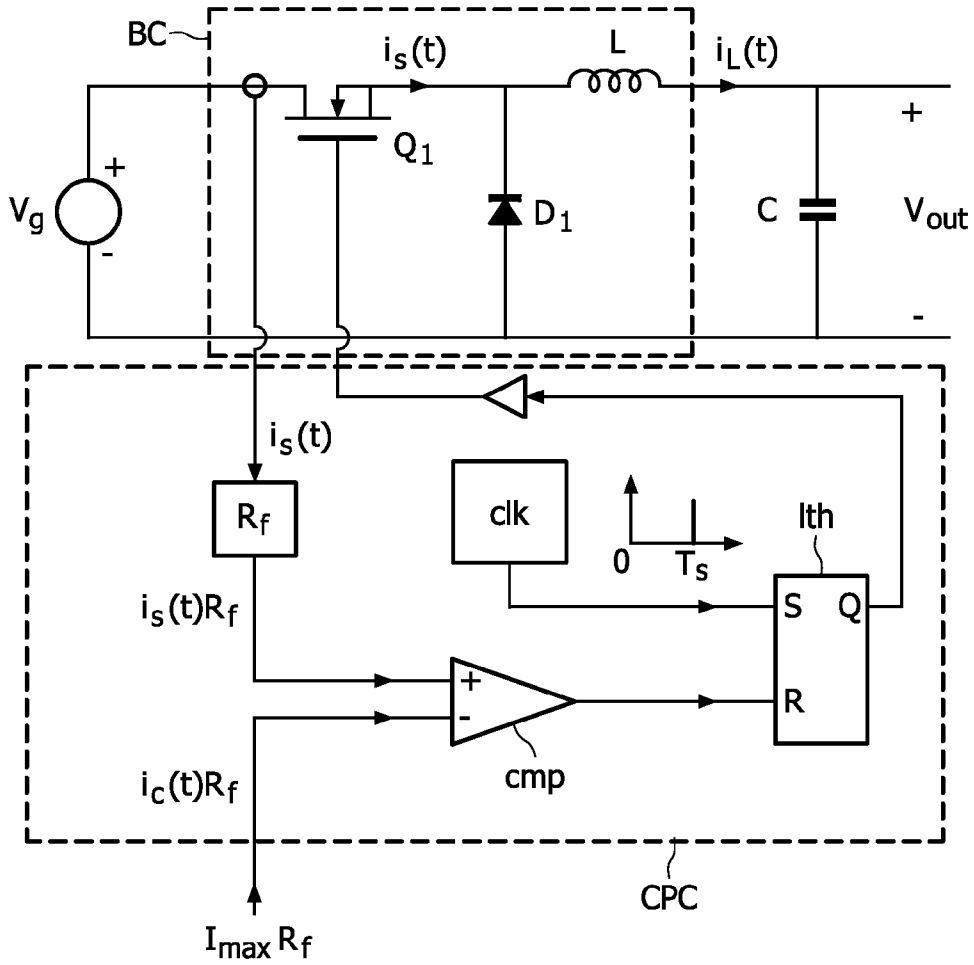 BC
i_s(t)
L
i_L(t)
Q_1
+
+
V_g
-
D_1
C
V_out
-
i_s(t)
R_f
clk
0
T_s
lth
i_s(t)R_f
S
Q
+
-
R
cmp
i_c(t)R_f
CPC
I_max R_f